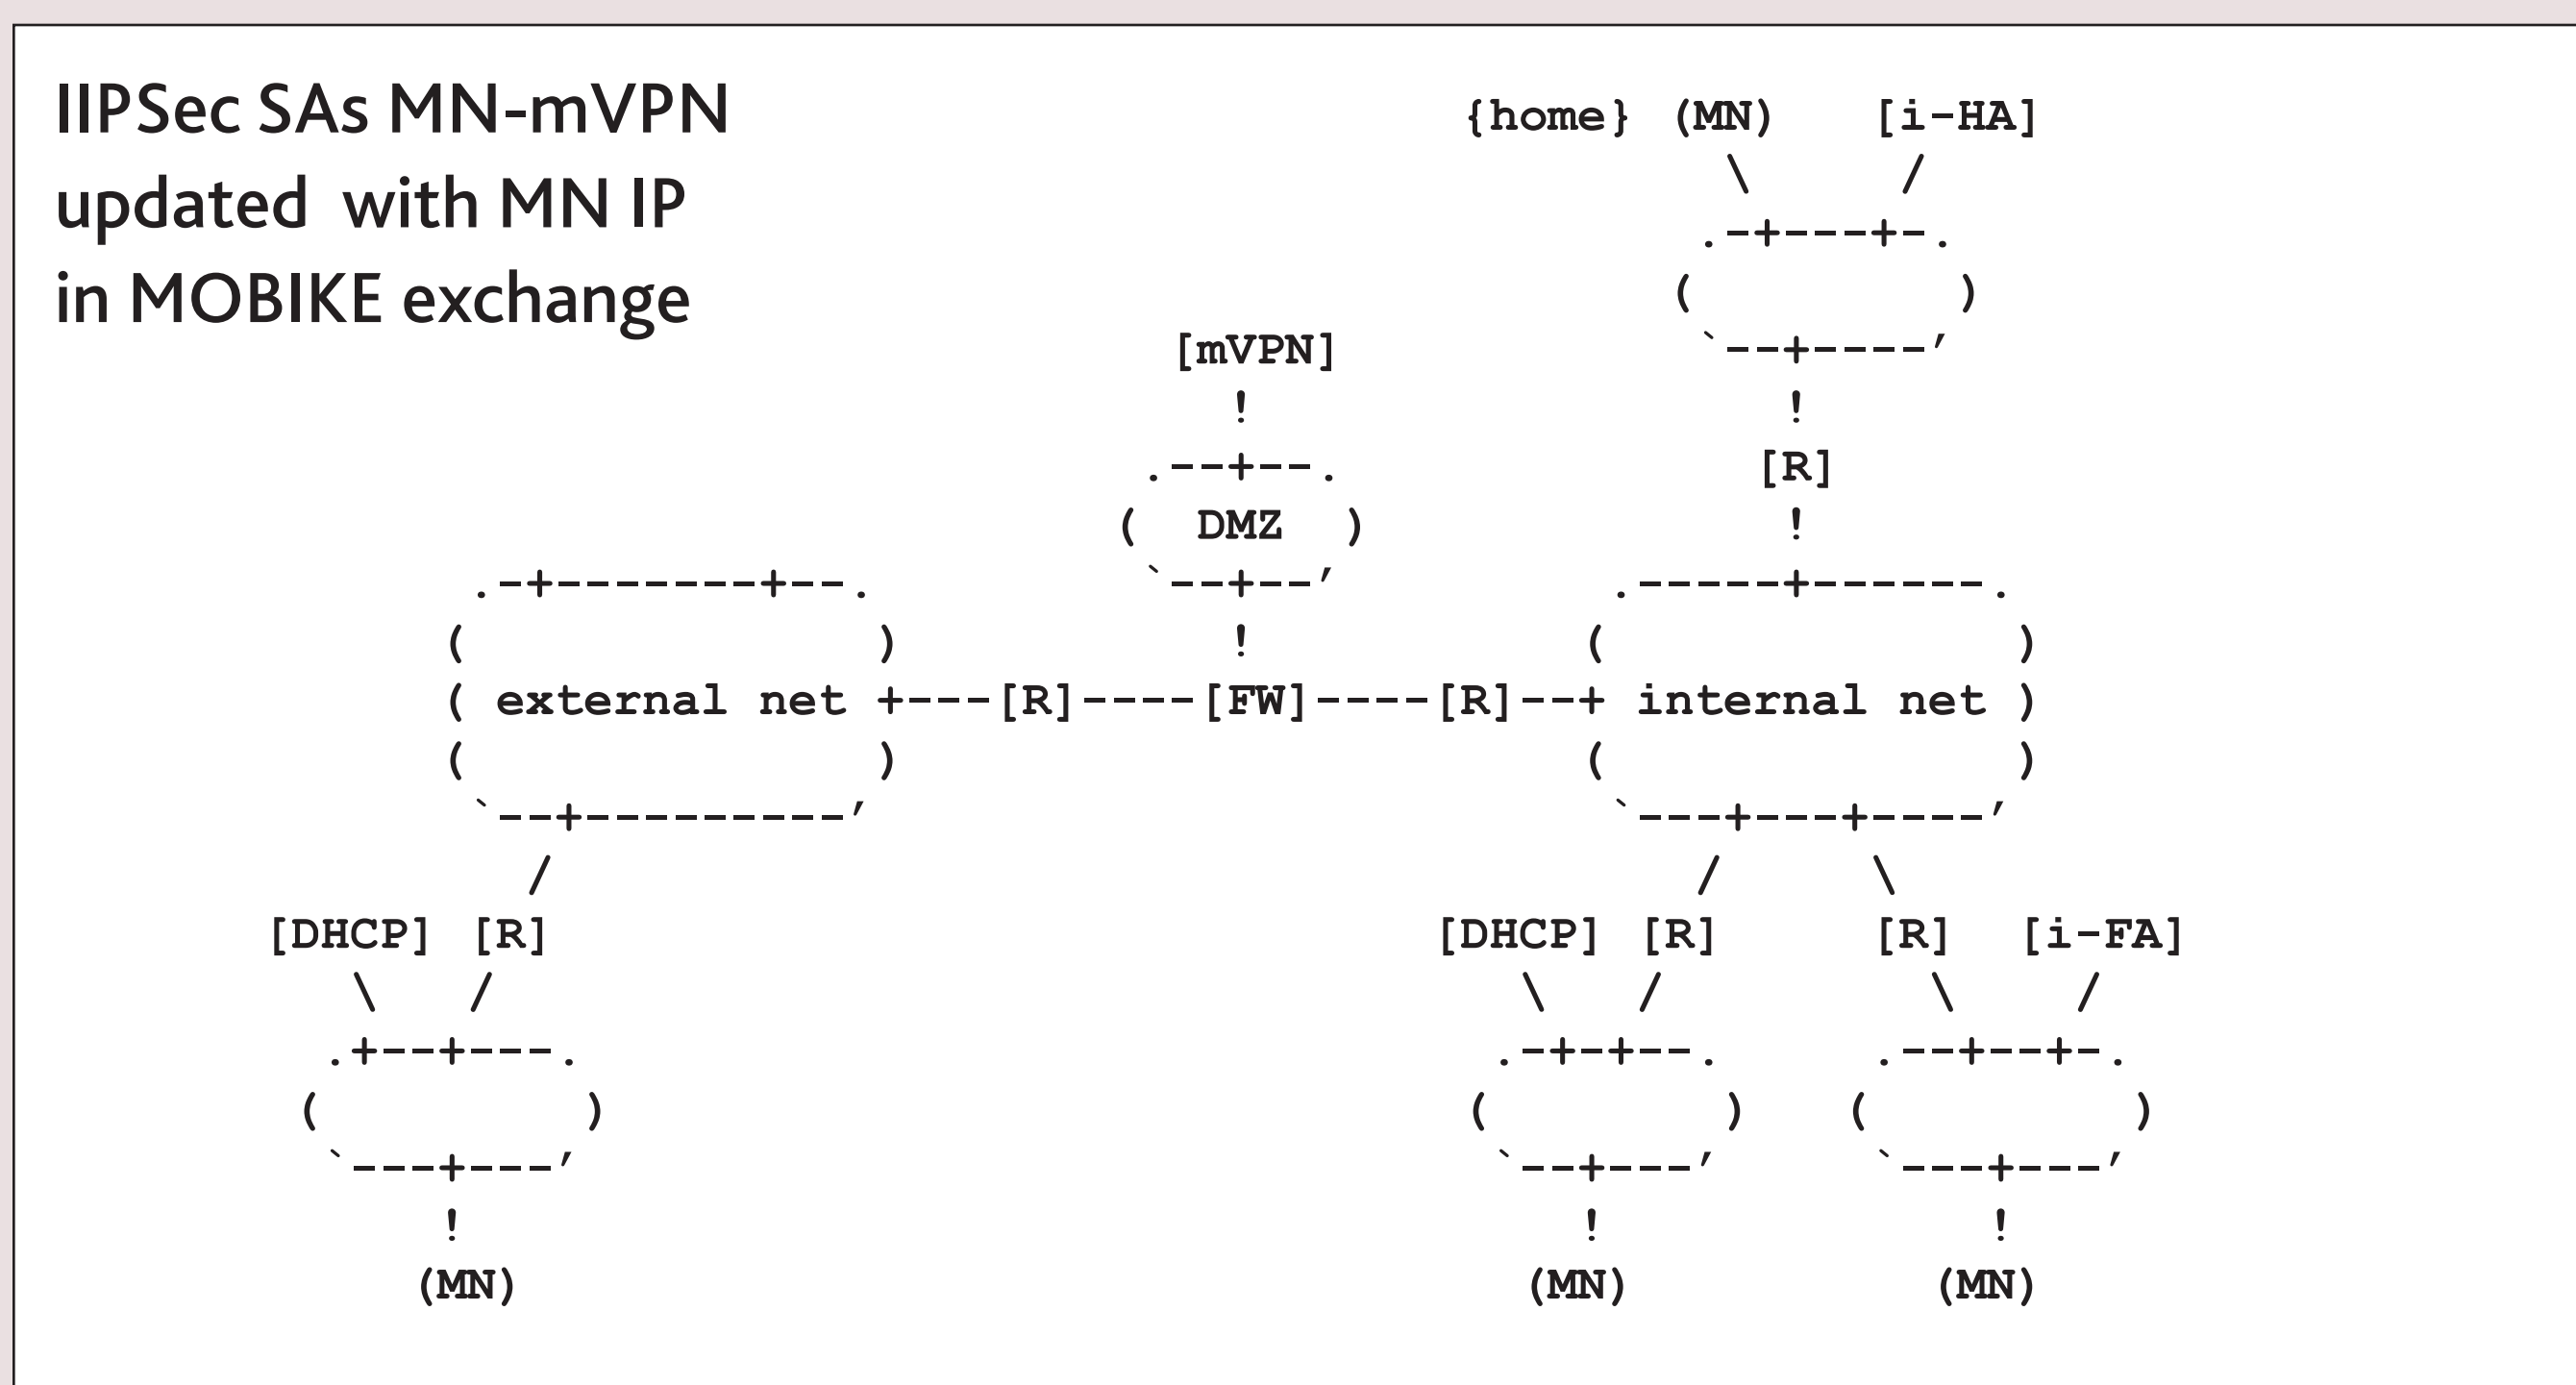 IIPSec SAs MN-mVPN
updated  with MN IP
in MOBIKE exchange
{home} (MN)   [i-HA]
\     /
.-+---+-.
(         )
`--+----'
[mVPN]
!                  !
.--+--.              [R]
(  DMZ  )              !
.-+-------+--.         `--+--'         .-----+------.
(              )           !           (              )
( external net +---[R]----[FW]----[R]--+ internal net )
(              )                       (              )
`--+---------'                         `---+---+----'
/                                      /     \
[DHCP] [R]                              [DHCP] [R]     [R]  [i-FA]
\   /                                   \   /         \    /
.+--+---.                               .-+-+--.     .--+--+-.
(         )                             (        )   (         )
`---+---'                               `--+---'     `---+---'
!                                      !             !
(MN)                                   (MN)          (MN)